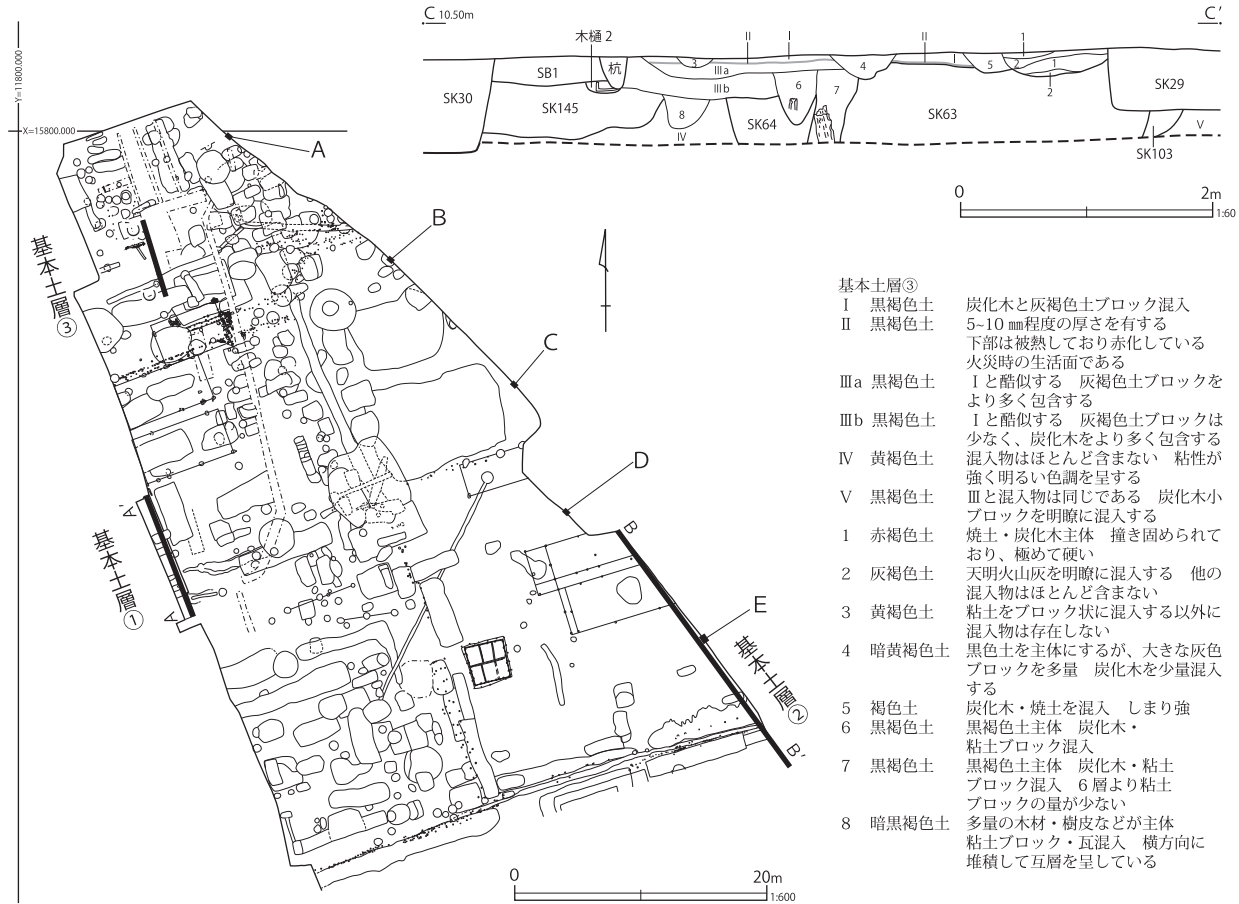 C 10.50m
C'
木樋 2
II
I
II
1
SB1
杭
3
Ⅲa
Ⅲb
4
I
5
2
1
2
6
7
8
Ⅳ
SK30
SK145
SK64
SK63
SK29
V
SK103
0 2m
1:60
Y=11800.000
X=15800.000
A
B
C
D
E
基本土層③
基本土層①
A'
A
基本土層②
B
B'
0 20m
1:600
基本土層③
Ⅰ 黒褐色土 炭化木と灰褐色土ブロック混入
Ⅱ 黒褐色土 5~10 ㎜程度の厚さを有する
下部は被熱しており赤化している
火災時の生活面である
Ⅲa 黒褐色土 Ⅰと酷似する 灰褐色土ブロックを
より多く包含する
Ⅲb 黒褐色土 Ⅰと酷似する 灰褐色土ブロックは
少なく、炭化木をより多く包含する
Ⅳ 黄褐色土 混入物はほとんど含まない 粘性が
強く明るい色調を呈する
Ⅴ 黒褐色土 Ⅲと混入物は同じである 炭化木小
ブロックを明瞭に混入する
1 赤褐色土 焼土・炭化木主体 撞き固められて
おり、極めて硬い
2 灰褐色土 天明火山灰を明瞭に混入する 他の
混入物はほとんど含まない
3 黄褐色土 粘土をブロック状に混入する以外に
混入物は存在しない
4 暗黄褐色土 黒色土を主体にするが、大きな灰色
ブロックを多量 炭化木を少量混入
する
5 褐色土 炭化木・焼土を混入 しまり強
6 黒褐色土 黒褐色土主体 炭化木・
粘土ブロック混入
7 黒褐色土 黒褐色土主体 炭化木・粘土
ブロック混入 6 層より粘土
ブロックの量が少ない
8 暗黒褐色土 多量の木材・樹皮などが主体
粘土ブロック・瓦混入 横方向に
堆積して互層を呈している